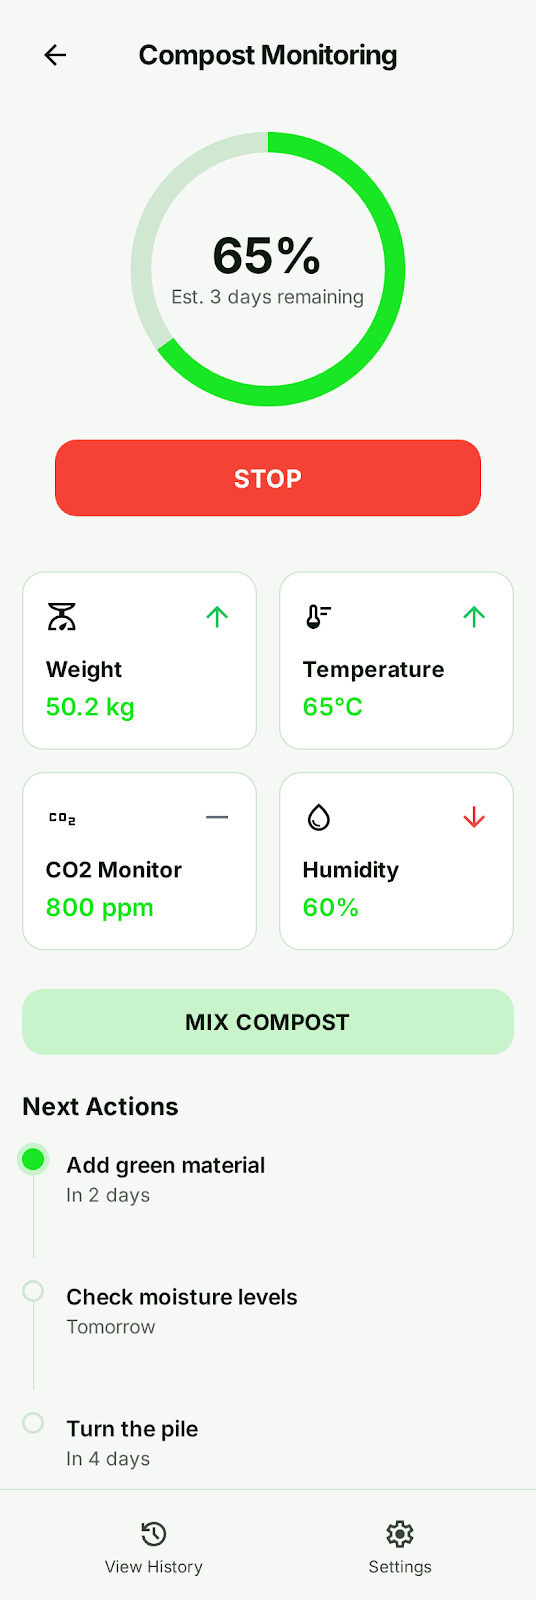 Compost Monitoring
65%
Est. 3 days remaining
STOP
Weight
50.2 kg
Temperature
65°C
CO2
CO2 Monitor
800 ppm
Humidity
60%
MIX COMPOST
Next Actions
Add green material
In 2 days
Check moisture levels
Tomorrow
Turn the pile
In 4 days
View History
Settings